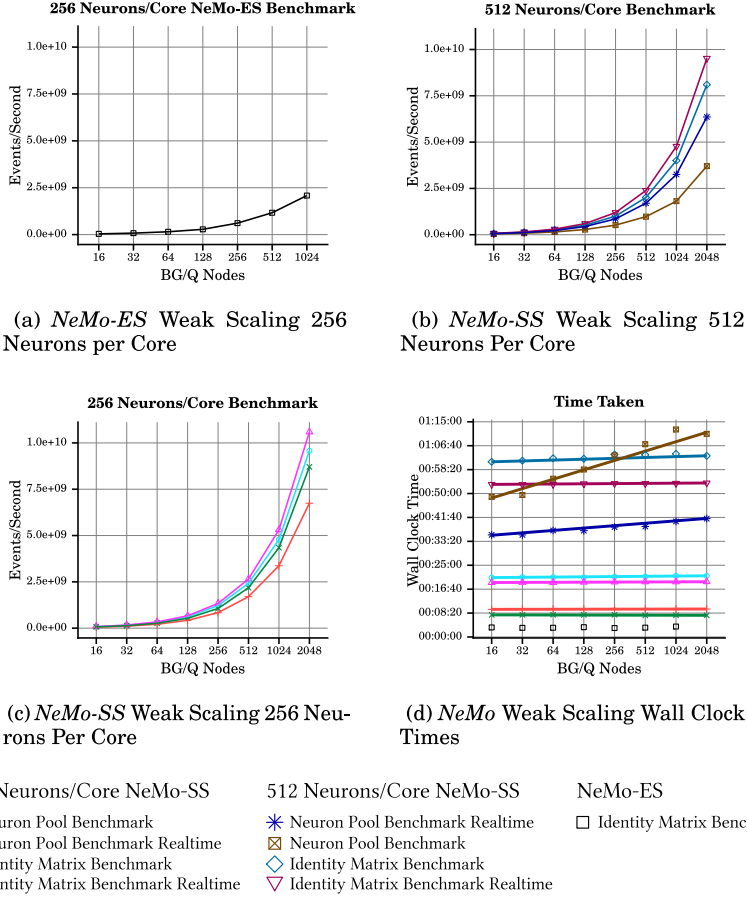 256 Neurons/Core NeMo-ES Benchmark
Events/Second
1.0e+10
7.5e+09
5.0e+09
2.5e+09
0.0e+00
16 32 64 128 256 512 1024
BG/Q Nodes
(a) NeMo-ES Weak Scaling 256
Neurons per Core
512 Neurons/Core Benchmark
Events/Second
1.0e+10
7.5e+09
5.0e+09
2.5e+09
0.0e+00
16 32 64 128 256 512 1024 2048
BG/Q Nodes
(b) NeMo-SS Weak Scaling 512
Neurons Per Core
256 Neurons/Core Benchmark
Events/Second
1.0e+10
7.5e+09
5.0e+09
2.5e+09
0.0e+00
16 32 64 128 256 512 1024 2048
BG/Q Nodes
(c) NeMo-SS Weak Scaling 256 Neu-
rons Per Core
Time Taken
Wall Clock Time
01:15:00
01:06:40
00:58:20
00:50:00
00:41:40
00:33:20
00:25:00
00:16:40
00:08:20
00:00:00
16 32 64 128 256 512 1024 2048
BG/Q Nodes
(d) NeMo Weak Scaling Wall Clock
Times
Neurons/Core NeMo-SS
uron Pool Benchmark
uron Pool Benchmark Realtime
entity Matrix Benchmark
entity Matrix Benchmark Realtime
512 Neurons/Core NeMo-SS
Neuron Pool Benchmark Realtime
Neuron Pool Benchmark
Identity Matrix Benchmark
Identity Matrix Benchmark Realtime
NeMo-ES
Identity Matrix Benc